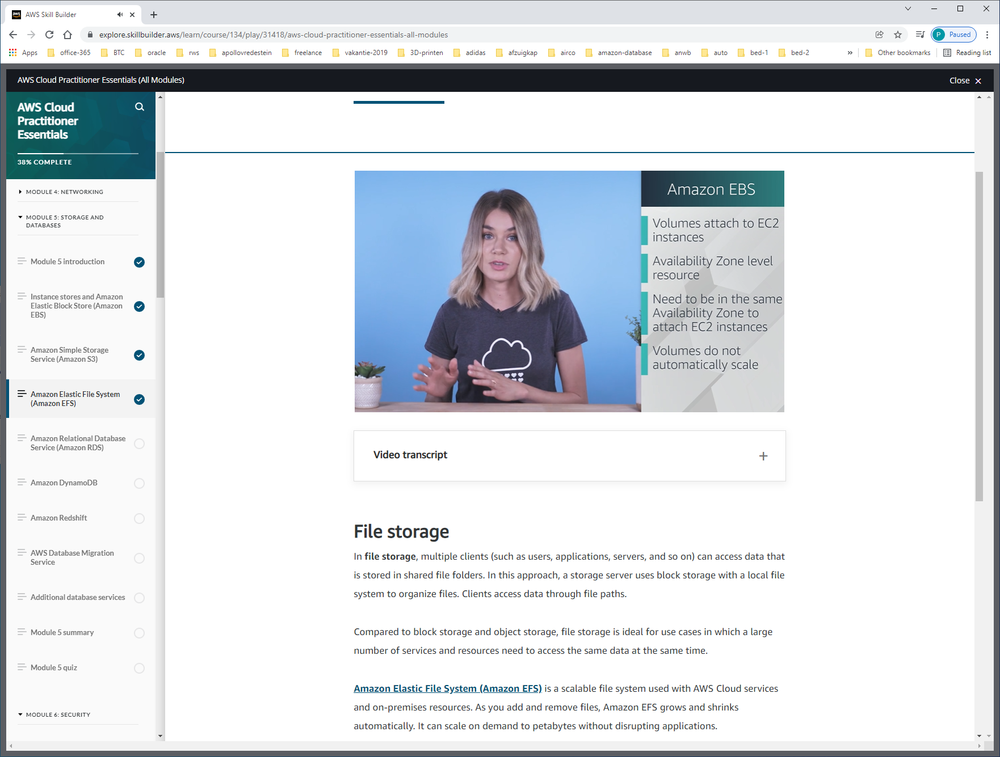 AWS Skill Builder
explore.skillbuilder.aws/learn/course/134/play/31418/aws-cloud-practitioner-essentials-all-modules
P Paused
Apps office-365 BTC oracle rws apollovredestein freelance vakantie-2019 3D-printen adidas afzuigkap airco amazon-database anwb auto bed-1 bed-2 » Other bookmarks Reading list
AWS Cloud Practitioner Essentials (All Modules)
Close
AWS Cloud
Practitioner
Essentials
38% COMPLETE
MODULE 4: NETWORKING
MODULE 5: STORAGE AND
DATABASES
Module 5 introduction
Instance stores and Amazon
Elastic Block Store (Amazon
EBS)
Amazon Simple Storage
Service (Amazon S3)
Amazon Elastic File System
(Amazon EFS)
Amazon Relational Database
Service (Amazon RDS)
Amazon DynamoDB
Amazon Redshift
AWS Database Migration
Service
Additional database services
Module 5 summary
Module 5 quiz
MODULE 6: SECURITY
Amazon EBS
Volumes attach to EC2
instances
Availability Zone level
resource
Need to be in the same
Availability Zone to
attach EC2 instances
Volumes do not
automatically scale
Video transcript
File storage
In file storage, multiple clients (such as users, applications, servers, and so on) can access data that
is stored in shared file folders. In this approach, a storage server uses block storage with a local file
system to organize files. Clients access data through file paths.
Compared to block storage and object storage, file storage is ideal for use cases in which a large
number of services and resources need to access the same data at the same time.
Amazon Elastic File System (Amazon EFS) is a scalable file system used with AWS Cloud services
and on-premises resources. As you add and remove files, Amazon EFS grows and shrinks
automatically. It can scale on demand to petabytes without disrupting applications.